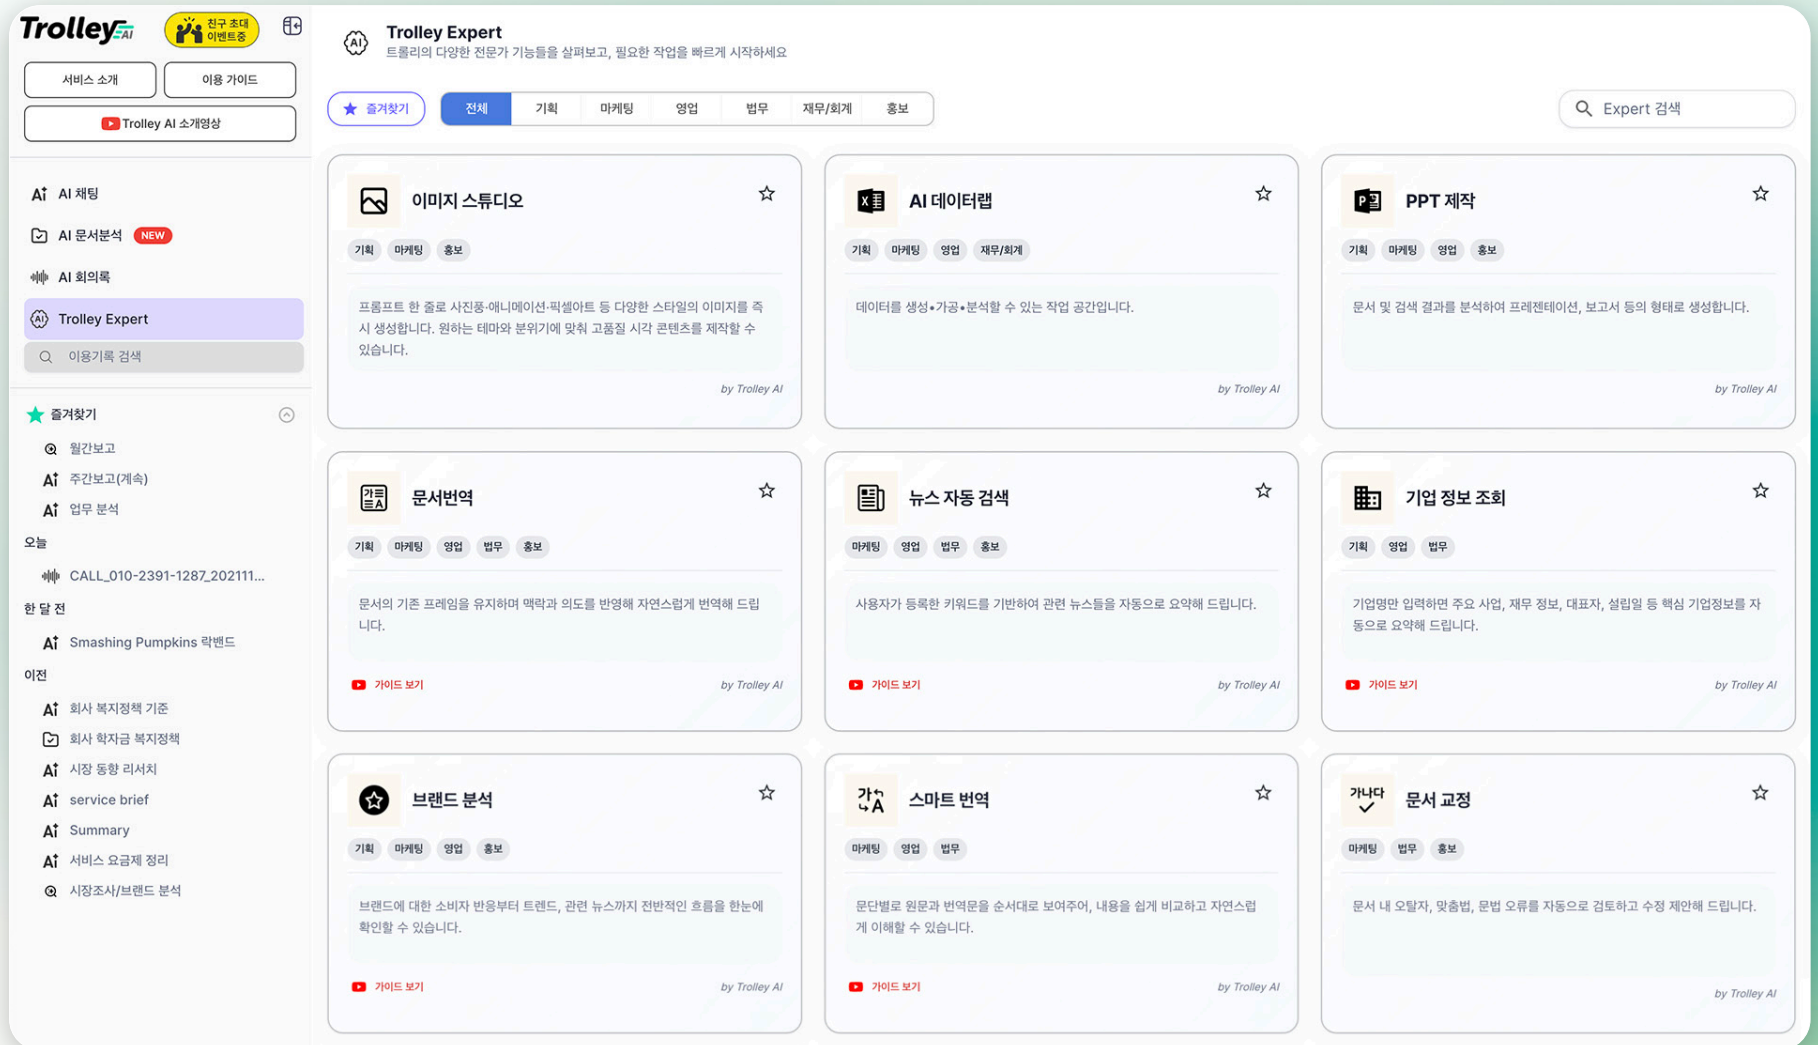 Trolley AI
친구 초대
이벤트중
서비스 소개
이용 가이드
Trolley AI 소개영상
AI 채팅
AI 문서분석 NEW
AI 회의록
Trolley Expert
이용기록 검색
즐겨찾기
월간보고
주간보고(계속)
업무 분석
오늘
CALL_010-2391-1287_202111...
한 달 전
Smashing Pumpkins 락밴드
이전
회사 복지정책 기준
회사 학자금 복지정책
시장 동향 리서치
service brief
Summary
서비스 요금제 정리
시장조사/브랜드 분석
Trolley Expert
트롤리의 다양한 전문가 기능들을 살펴보고, 필요한 작업을 빠르게 시작하세요
즐겨찾기
전체 기획 마케팅 영업 법무 재무/회계 홍보
Expert 검색
이미지 스튜디오
기획 마케팅 홍보
프롬프트 한 줄로 사진풍·애니메이션·픽셀아트 등 다양한 스타일의 이미지를 즉
시 생성합니다. 원하는 테마와 분위기에 맞춰 고품질 시각 콘텐츠를 제작할 수
있습니다.
by Trolley AI
AI 데이터랩
기획 마케팅 영업 재무/회계
데이터를 생성•가공•분석할 수 있는 작업 공간입니다.
by Trolley AI
PPT 제작
기획 마케팅 영업 홍보
문서 및 검색 결과를 분석하여 프레젠테이션, 보고서 등의 형태로 생성합니다.
by Trolley AI
문서번역
기획 마케팅 영업 법무 홍보
문서의 기존 프레임을 유지하며 맥락과 의도를 반영해 자연스럽게 번역해 드립
니다.
가이드 보기
by Trolley AI
뉴스 자동 검색
마케팅 영업 법무 홍보
사용자가 등록한 키워드를 기반하여 관련 뉴스들을 자동으로 요약해 드립니다.
가이드 보기
by Trolley AI
기업 정보 조회
기획 영업 법무
기업명만 입력하면 주요 사업, 재무 정보, 대표자, 설립일 등 핵심 기업정보를 자
동으로 요약해 드립니다.
가이드 보기
by Trolley AI
브랜드 분석
기획 마케팅 영업 홍보
브랜드에 대한 소비자 반응부터 트렌드, 관련 뉴스까지 전반적인 흐름을 한눈에
확인할 수 있습니다.
가이드 보기
by Trolley AI
가 A
스마트 번역
마케팅 영업 법무
문단별로 원문과 번역문을 순서대로 보여주어, 내용을 쉽게 비교하고 자연스럽
게 이해할 수 있습니다.
가이드 보기
by Trolley AI
가나다
문서 교정
마케팅 법무 홍보
문서 내 오탈자, 맞춤법, 문법 오류를 자동으로 검토하고 수정 제안해 드립니다.
by Trolley AI